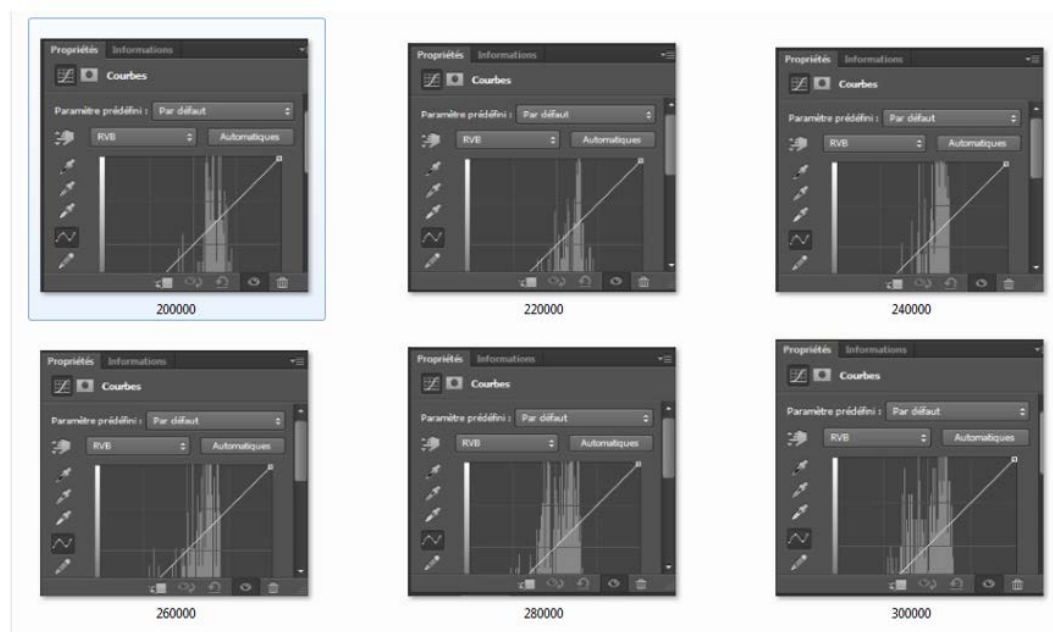 Propriétés Informations
Courbes
Paramètre prédéfini : Par défaut
RVB Automatiques
200000
Propriétés Informations
Courbes
Paramètre prédéfini : Par défaut
RVB Automatiques
220000
Propriétés Informations
Courbes
Paramètre prédéfini : Par défaut
RVB Automatiques
240000
Propriétés Informations
Courbes
Paramètre prédéfini : Par défaut
RVB Automatiques
260000
Propriétés Informations
Courbes
Paramètre prédéfini : Par défaut
RVB Automatiques
280000
Propriétés Informations
Courbes
Paramètre prédéfini : Par défaut
RVB Automatiques
300000